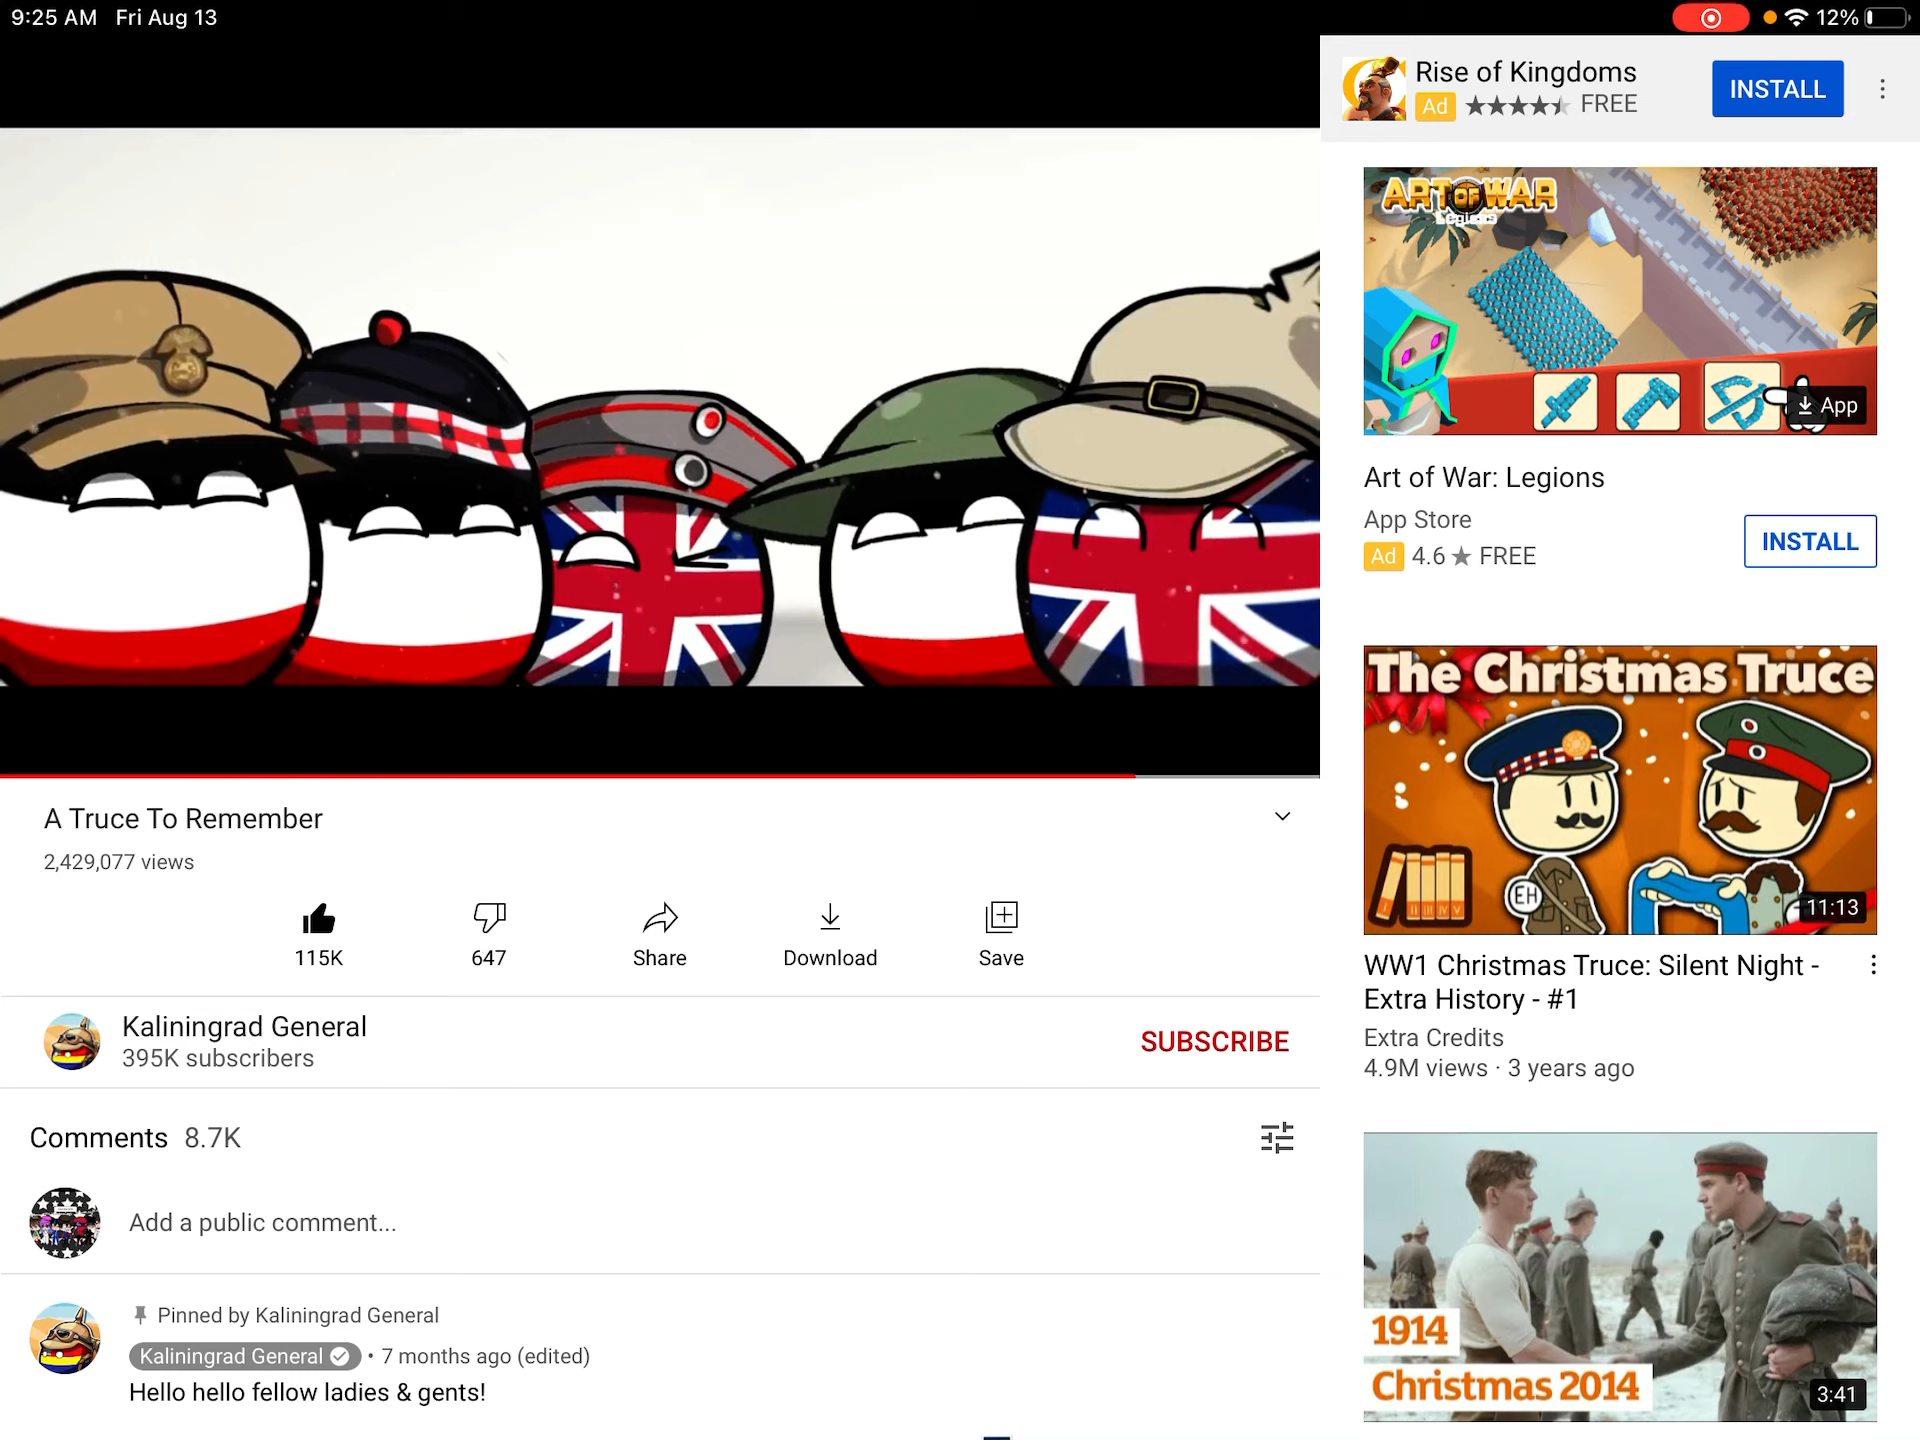 9:25 AM Fri Aug 13
12%
Rise of Kingdoms
Ad FREE
INSTALL
ART OF WAR
Legions
App
Art of War: Legions
App Store
Ad 4.6 ★ FREE
INSTALL
The Christmas Truce
EH
I II III IV V
11:13
WW1 Christmas Truce: Silent Night -
Extra History - #1
Extra Credits
4.9M views · 3 years ago
1914
Christmas 2014
3:41
A Truce To Remember
2,429,077 views
115K
647
Share
Download
Save
Kaliningrad General
395K subscribers
SUBSCRIBE
Comments 8.7K
Add a public comment...
Pinned by Kaliningrad General
Kaliningrad General • 7 months ago (edited)
Hello hello fellow ladies & gents!